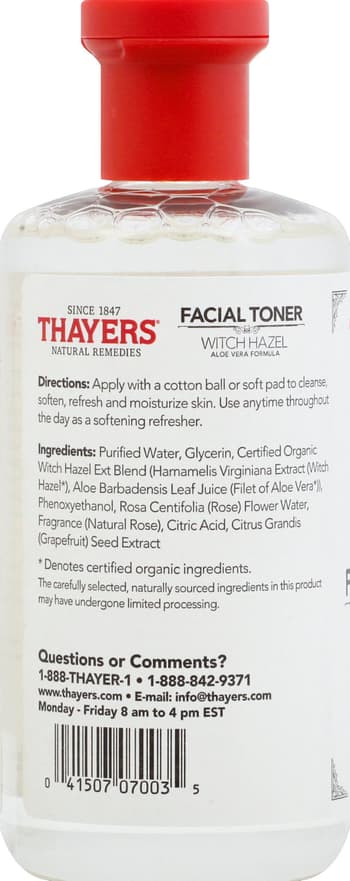 SINCE 1847
THAYERS®
NATURAL REMEDIES
FACIAL TONER
WITCH HAZEL
ALOE VERA FORMULA
Directions: Apply with a cotton ball or soft pad to cleanse,
soften, refresh and moisturize skin. Use anytime throughout
the day as a softening refresher.
Ingredients: Purified Water, Glycerin, Certified Organic
Witch Hazel Ext Blend (Hamamelis Virginiana Extract (Witch
Hazel*), Aloe Barbadensis Leaf Juice (Filet of Aloe Vera*)),
Phenoxyethanol, Rosa Centifolia (Rose) Flower Water,
Fragrance (Natural Rose), Citric Acid, Citrus Grandis
(Grapefruit) Seed Extract
*Denotes certified organic ingredients.
The carefully selected, naturally sourced ingredients in this product
may have undergone limited processing.
Questions or Comments?
1-888-THAYER-1 • 1-888-842-9371
www.thayers.com • E-mail: info@thayers.com
Monday - Friday 8 am to 4 pm EST
0 41507 07003 5